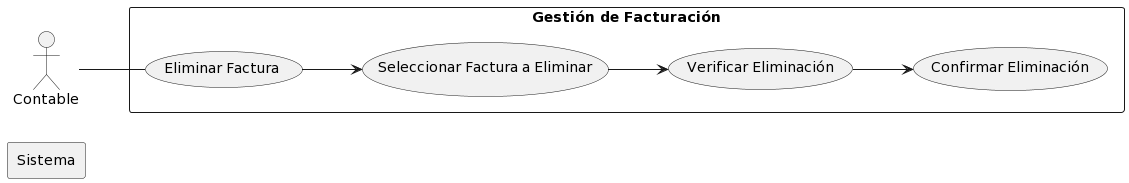 Gestión de Facturación
Contable
Eliminar Factura
Seleccionar Factura a Eliminar
Verificar Eliminación
Confirmar Eliminación
Sistema